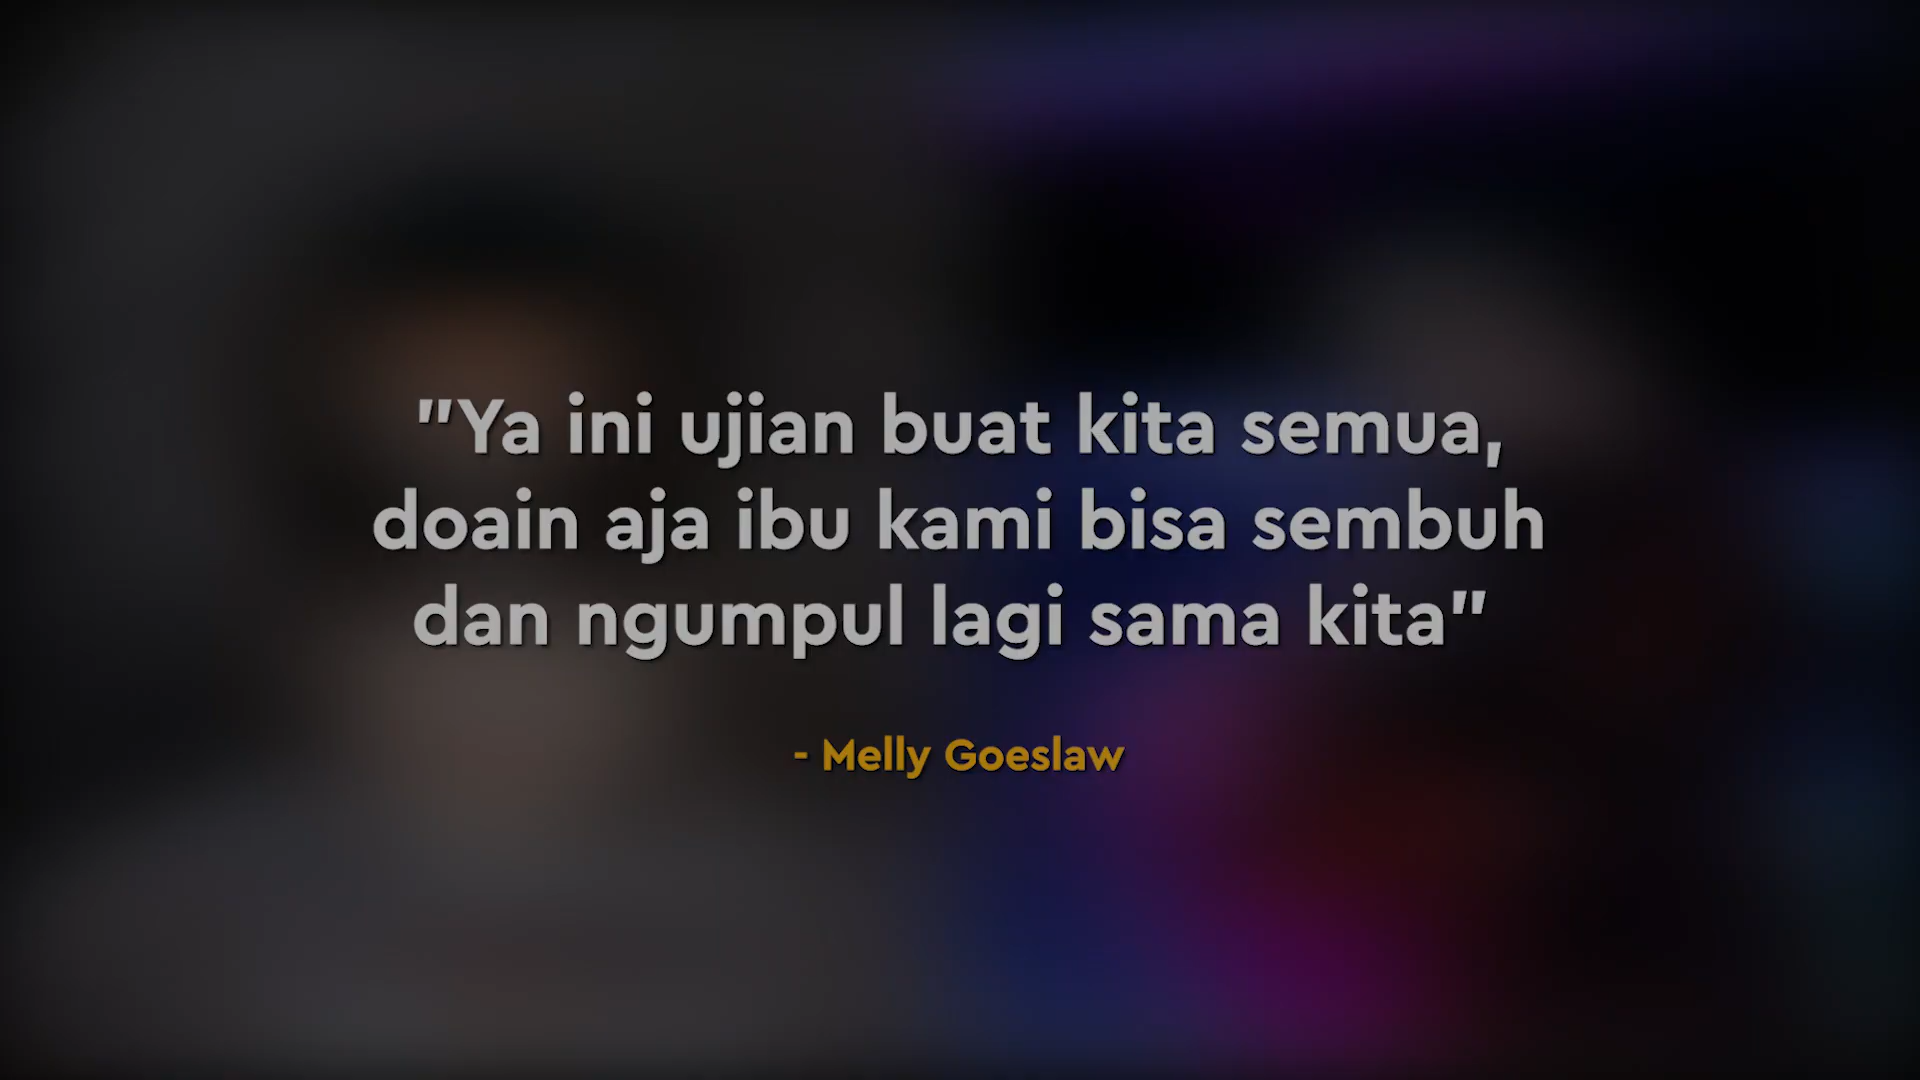 "Ya ini ujian buat kita semua,
doain aja ibu kami bisa sembuh
dan ngumpul lagi sama kita"
- Melly Goeslaw